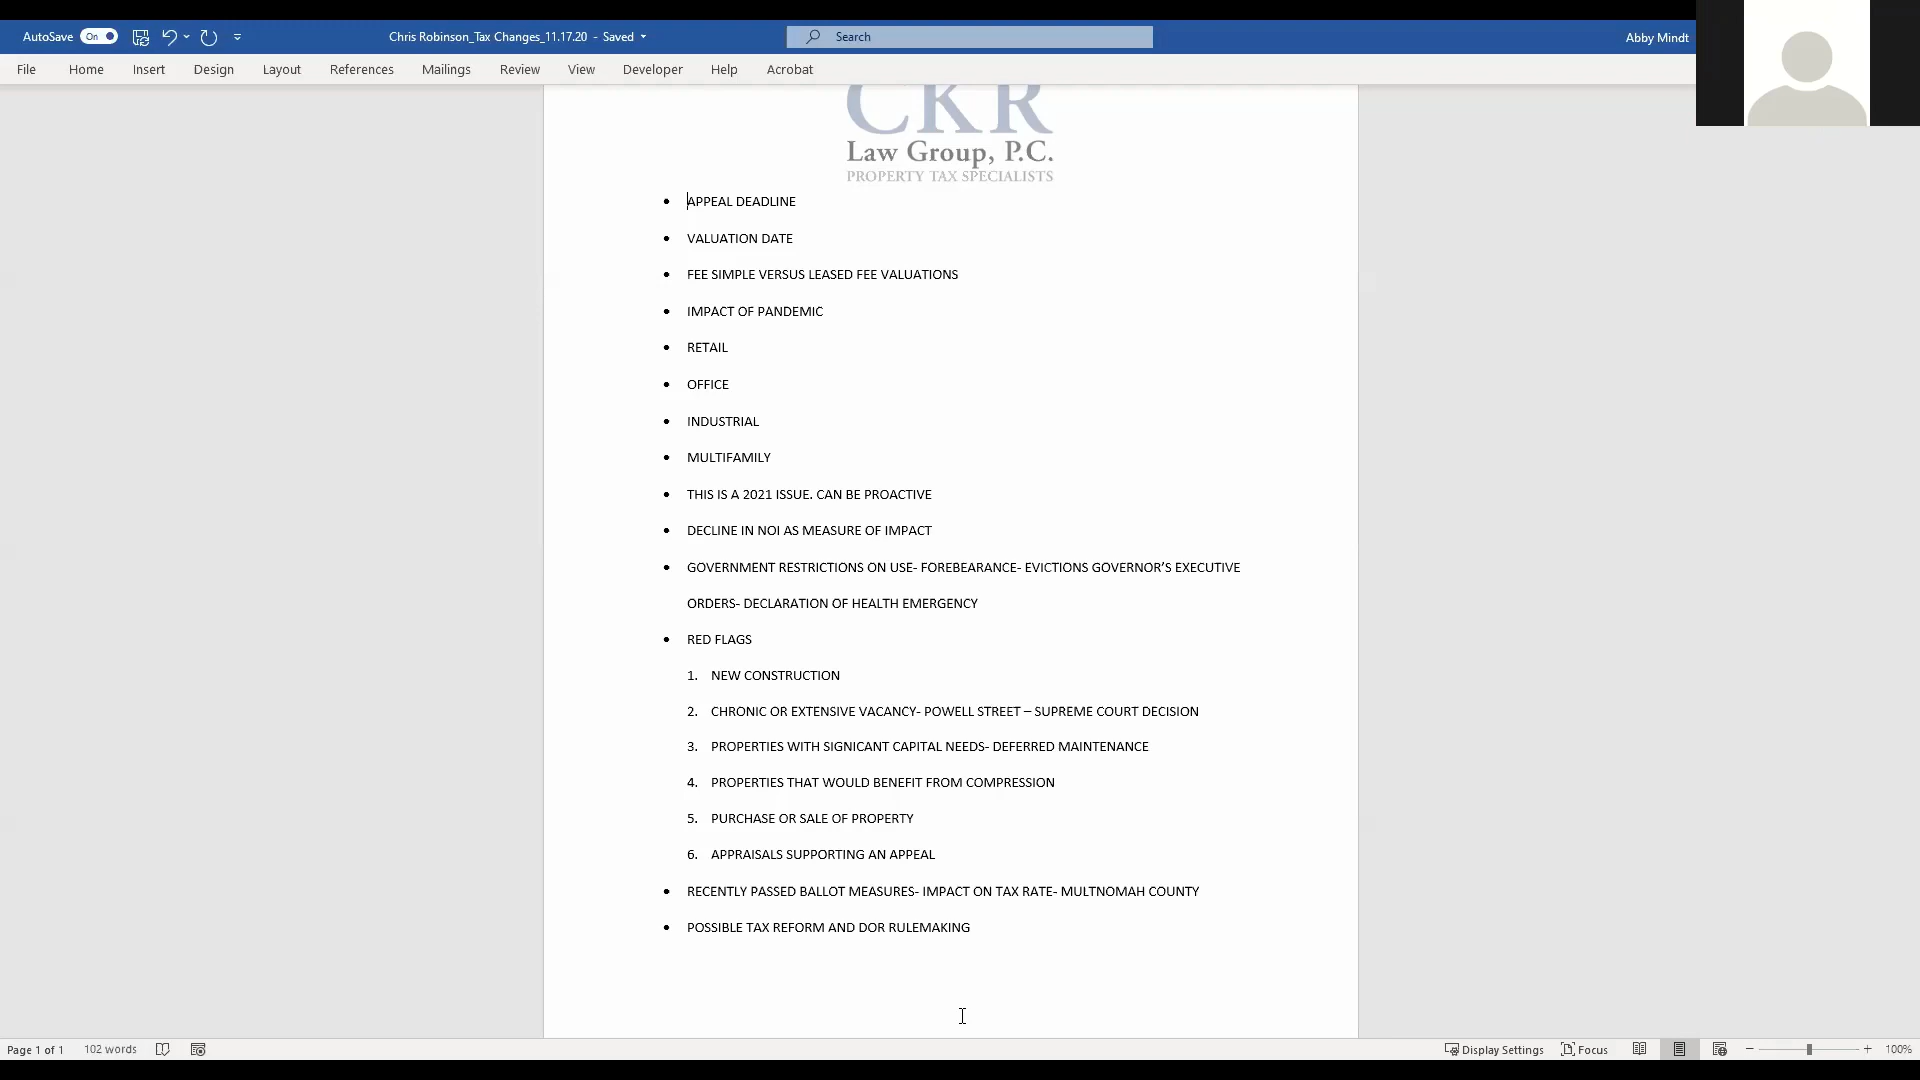 AutoSave On Chris Robinson_Tax Changes_11.17.20 - Saved Search Abby Mindt
File Home Insert Design Layout References Mailings Review View Developer Help Acrobat
CKR
Law Group, P.C.
PROPERTY TAX SPECIALISTS
• APPEAL DEADLINE
• VALUATION DATE
• FEE SIMPLE VERSUS LEASED FEE VALUATIONS
• IMPACT OF PANDEMIC
• RETAIL
• OFFICE
• INDUSTRIAL
• MULTIFAMILY
• THIS IS A 2021 ISSUE. CAN BE PROACTIVE
• DECLINE IN NOI AS MEASURE OF IMPACT
• GOVERNMENT RESTRICTIONS ON USE- FOREBEARANCE- EVICTIONS GOVERNOR’S EXECUTIVE
ORDERS- DECLARATION OF HEALTH EMERGENCY
• RED FLAGS
1. NEW CONSTRUCTION
2. CHRONIC OR EXTENSIVE VACANCY- POWELL STREET – SUPREME COURT DECISION
3. PROPERTIES WITH SIGNICANT CAPITAL NEEDS- DEFERRED MAINTENANCE
4. PROPERTIES THAT WOULD BENEFIT FROM COMPRESSION
5. PURCHASE OR SALE OF PROPERTY
6. APPRAISALS SUPPORTING AN APPEAL
• RECENTLY PASSED BALLOT MEASURES- IMPACT ON TAX RATE- MULTNOMAH COUNTY
• POSSIBLE TAX REFORM AND DOR RULEMAKING
Page 1 of 1 102 words Display Settings Focus 100%